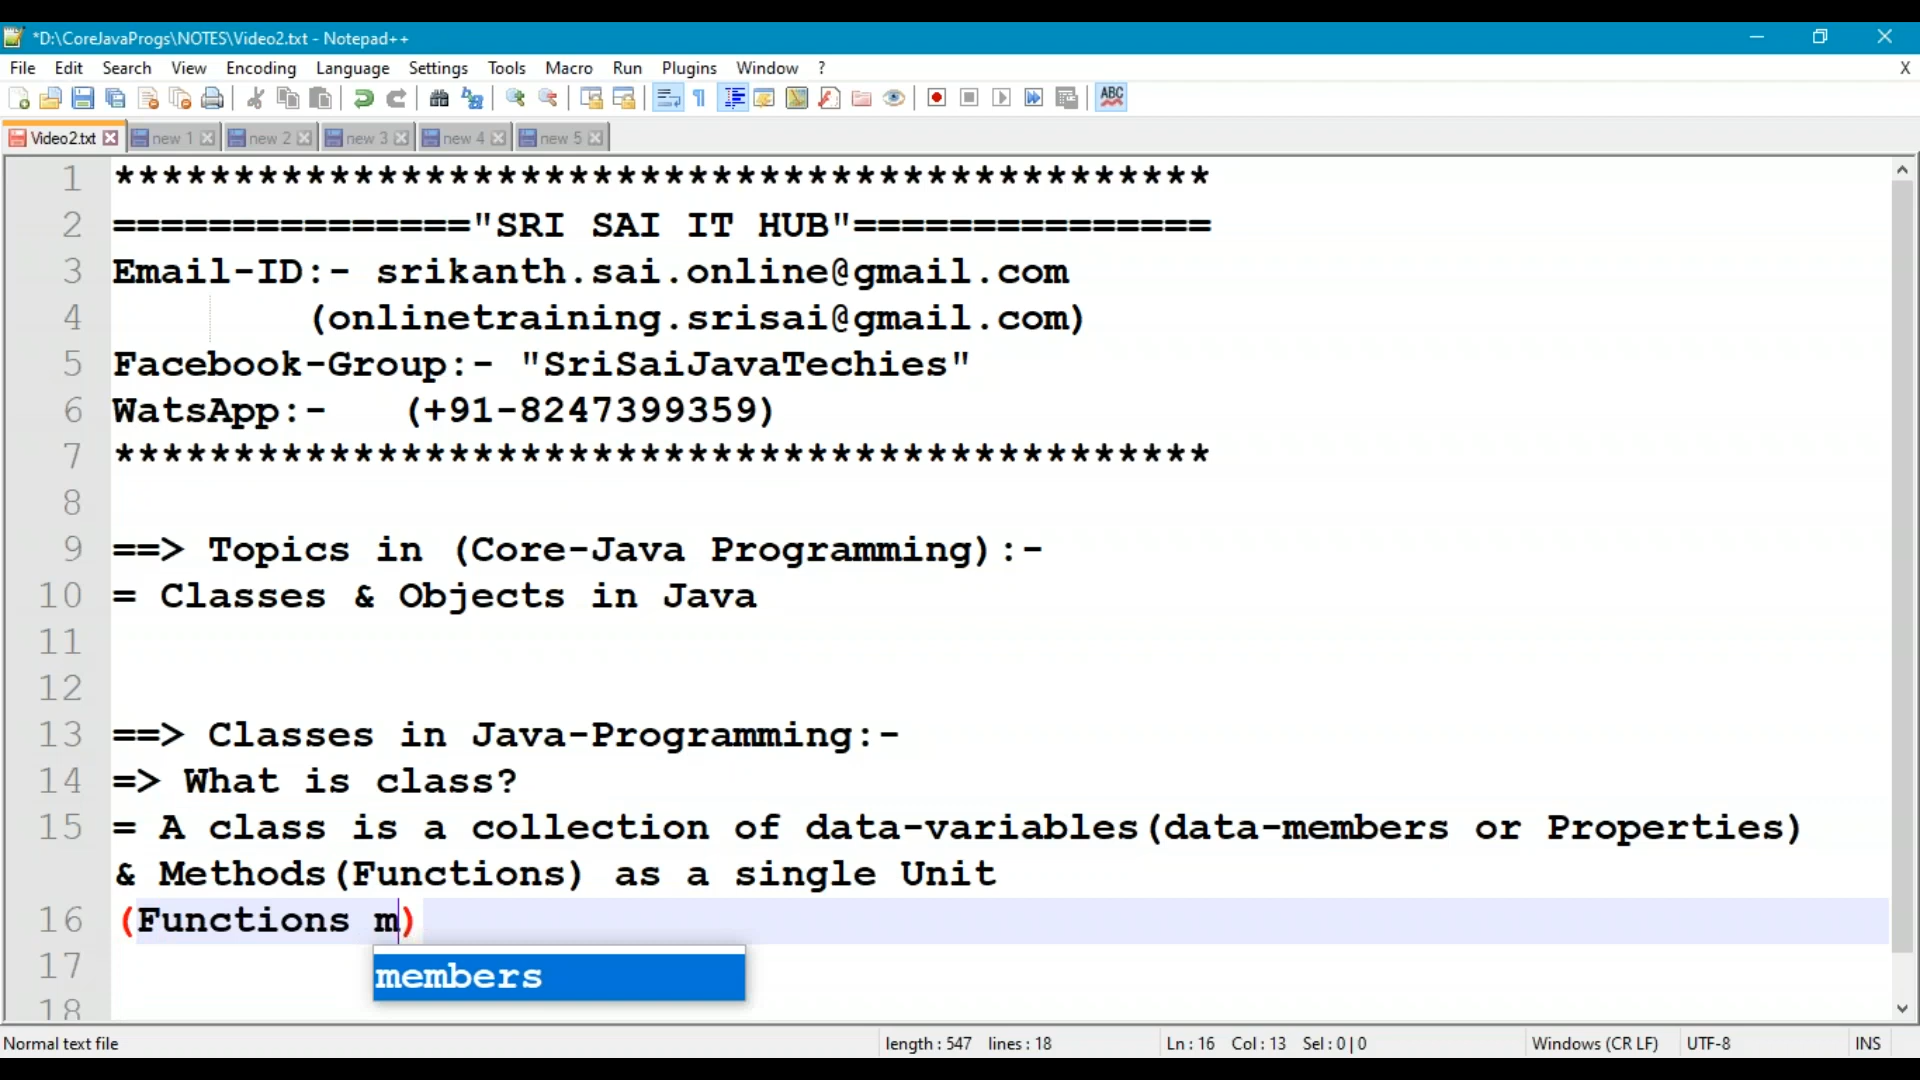 *D:\CoreJavaProgs\NOTES\Video2.txt - Notepad++
File Edit Search View Encoding Language Settings Tools Macro Run Plugins Window ? X
ABC
Video2.txt new 1 new 2 new 3 new 4 new 5
1 **********************************************
2 ==============="SRI SAI IT HUB"===============
3 Email-ID:- srikanth.sai.online@gmail.com
4 (onlinetraining.srisai@gmail.com)
5 Facebook-Group:- "SriSaiJavaTechies"
6 WatsApp:- (+91-8247399359)
7 **********************************************
8
9 ==> Topics in (Core-Java Programming):-
10 = Classes & Objects in Java
11
12
13 ==> Classes in Java-Programming:-
14 => What is class?
15 = A class is a collection of data-variables(data-members or Properties)
& Methods(Functions) as a single Unit
16 (Functions m)
17 members
18
Normal text file length : 547 lines : 18 Ln : 16 Col : 13 Sel : 0 | 0 Windows (CR LF) UTF-8 INS